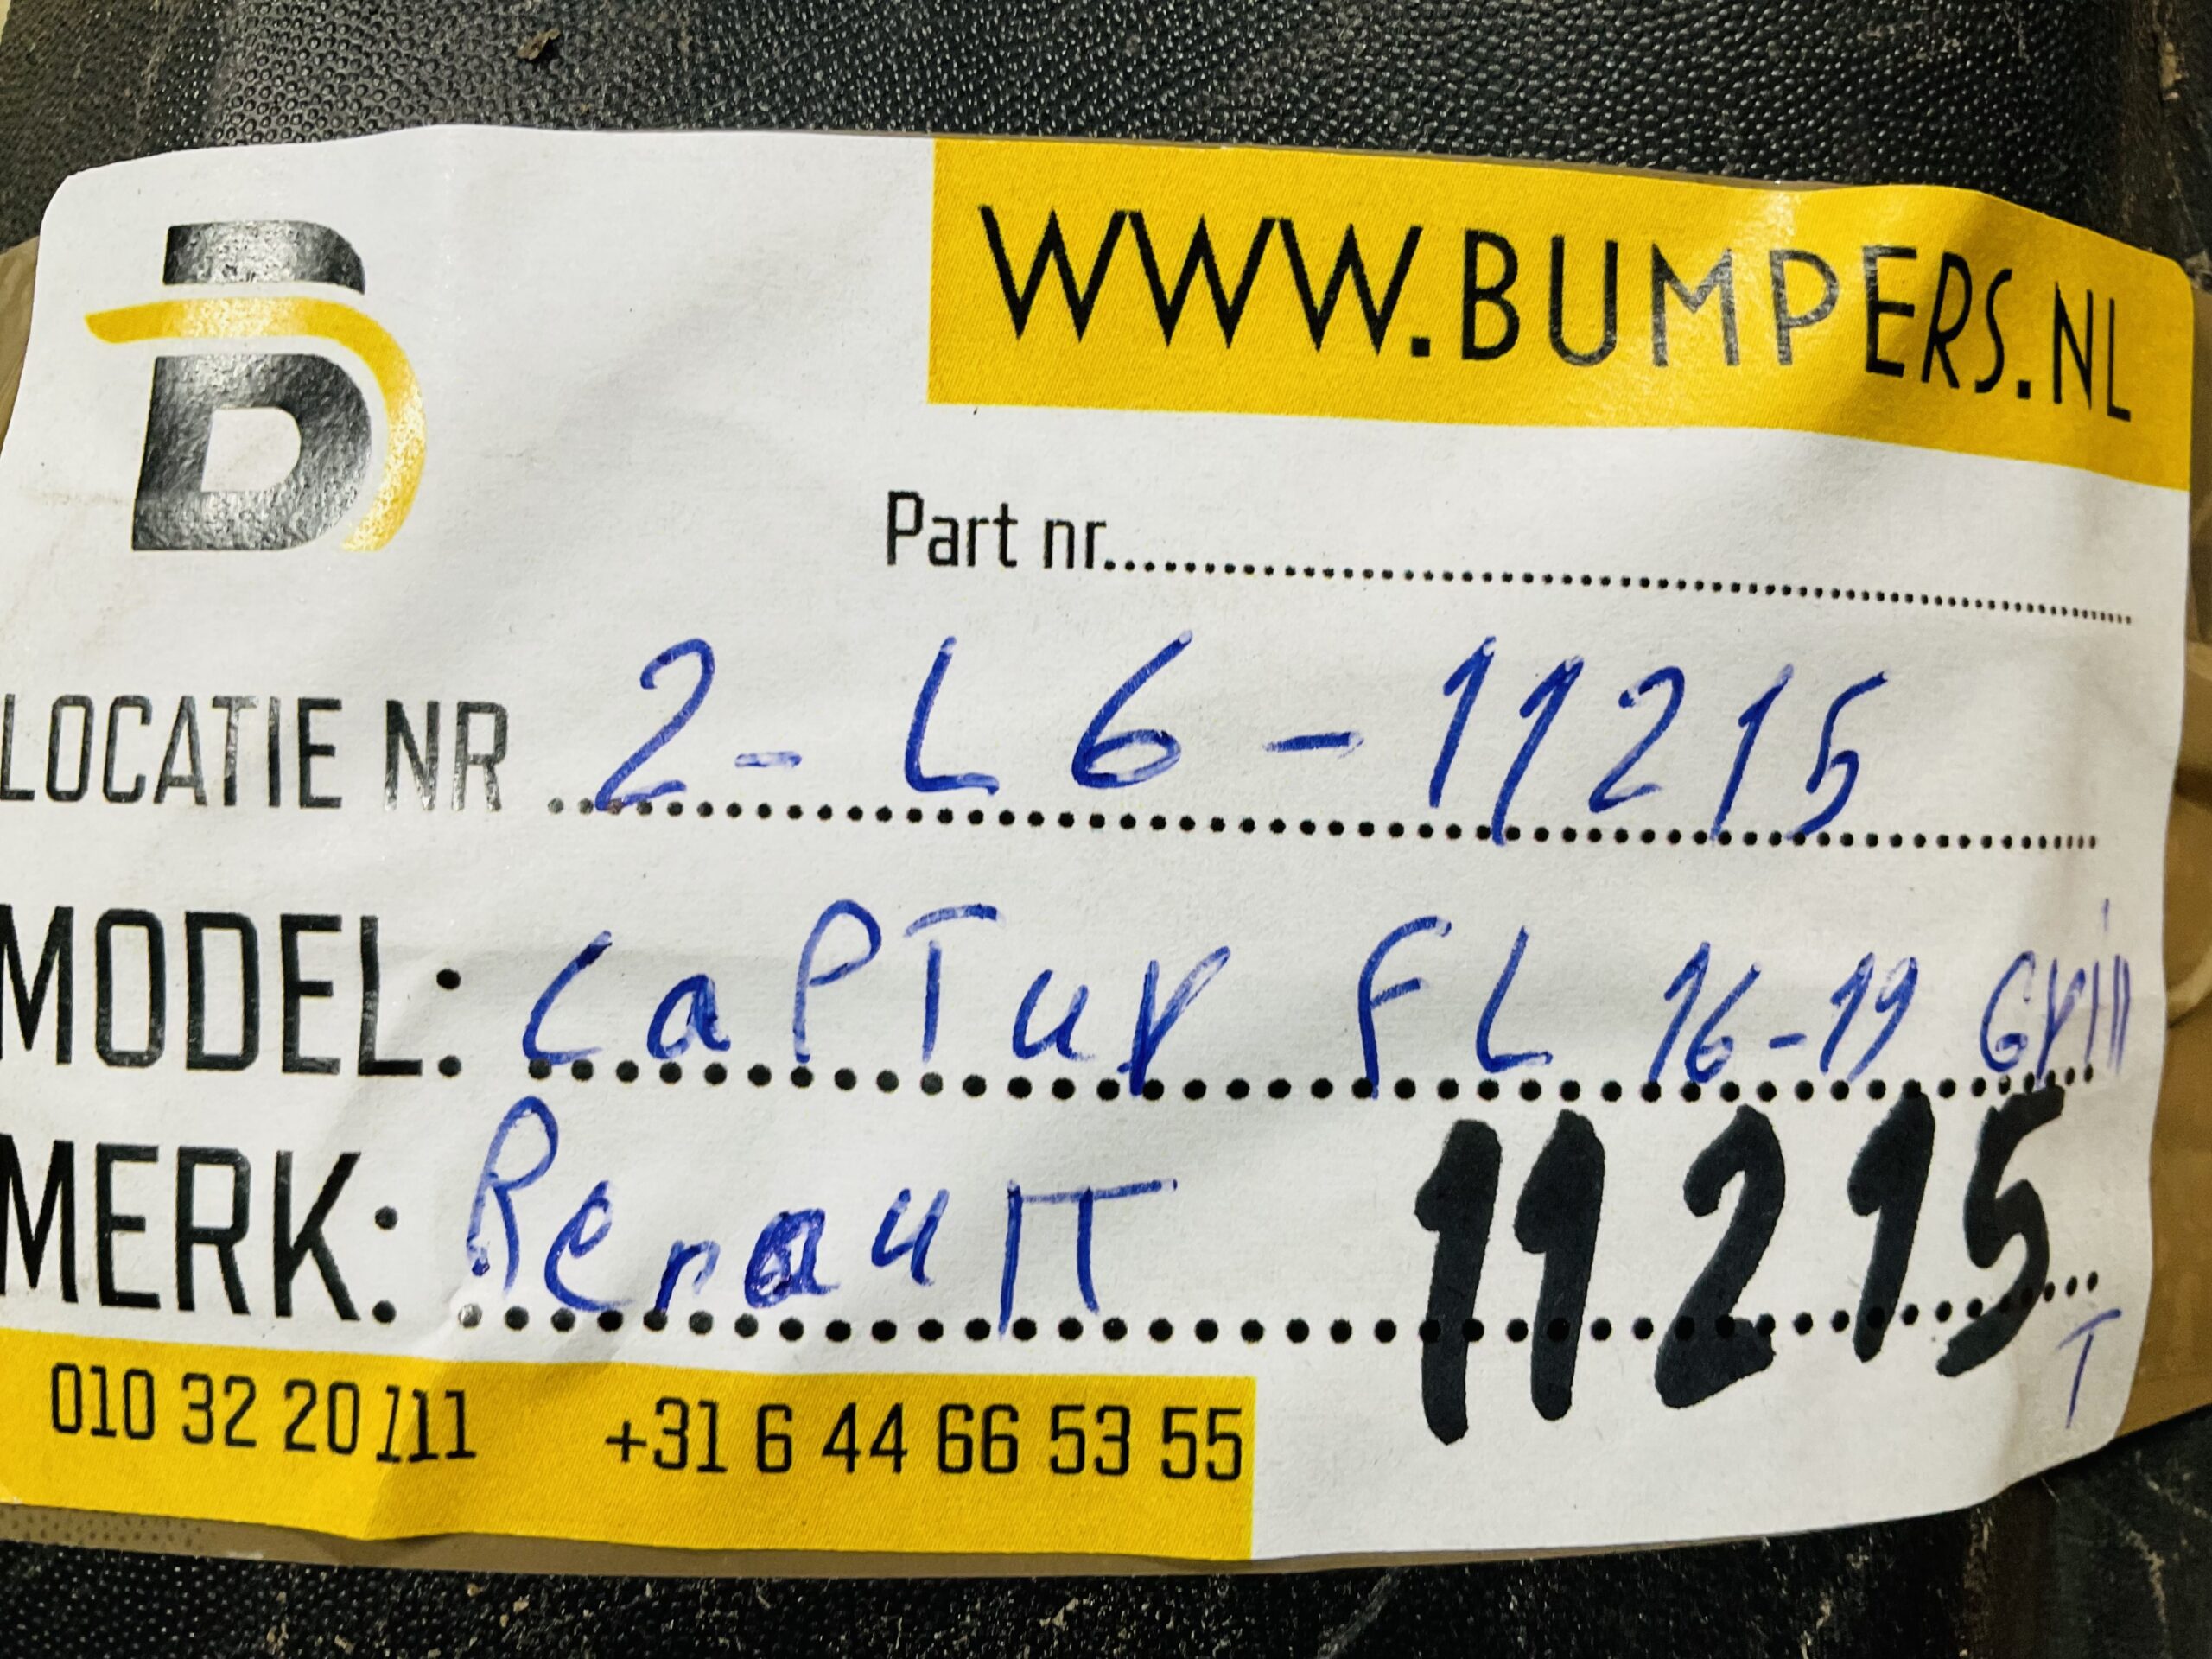 B
WWW.BUMPERS.NL
Part nr..........
LOCATIE NR 2-L6-11215
MODEL: CaPTur FL 16-19 Grill
MERK: RenaulT 11215
T
010 32 20 111 +31 6 44 66 53 55